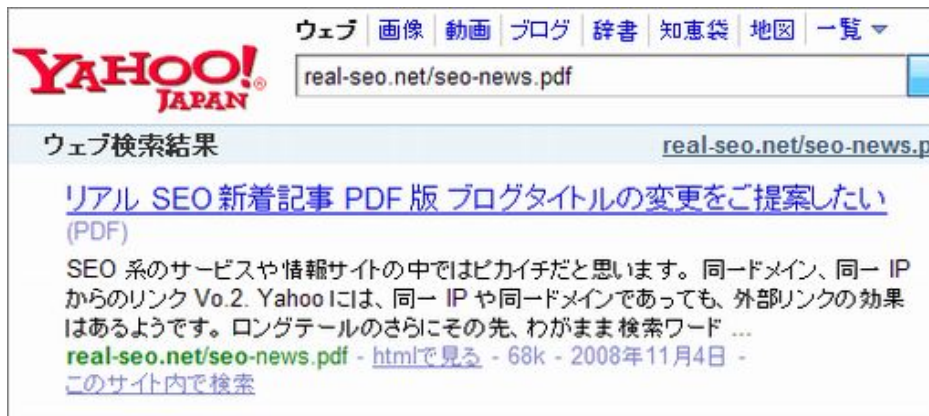 ウェブ 画像 動画 ブログ 辞書 知恵袋 地図 一覧
YAHOO!
JAPAN
real-seo.net/seo-news.pdf
ウェブ検索結果 real-seo.net/seo-news.p
リアル SEO 新着記事 PDF 版 ブログタイトルの変更をご提案したい
(PDF)
SEO 系のサービスや情報サイトの中ではピカイチだと思います。同一ドメイン、同一 IP
からのリンク Vo.2. Yahoo には、同一 IP や同一ドメインであっても、外部リンクの効果
はあるようです。ロングテールのさらにその先、わがまま検索ワード ...
real-seo.net/seo-news.pdf - htmlで見る - 68k - 2008年11月4日 -
このサイト内で検索